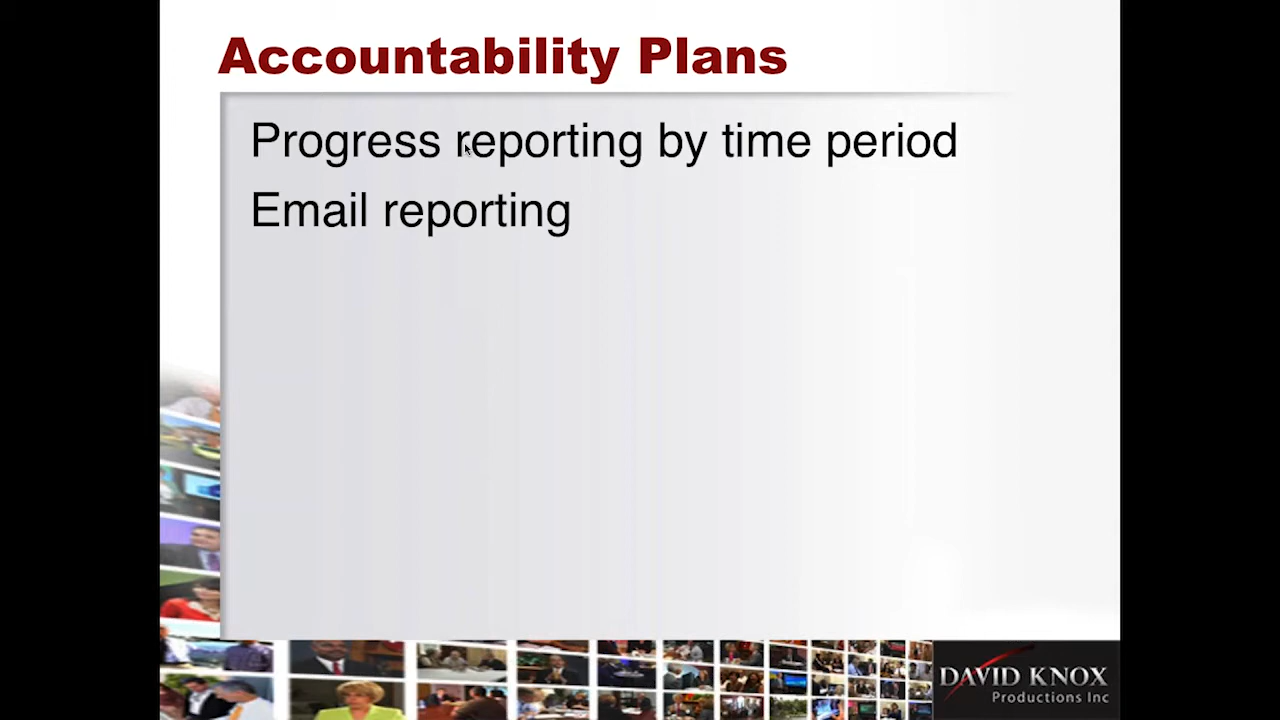 Accountability Plans
Progress reporting by time period
Email reporting
DAVID KNOX
Productions Inc